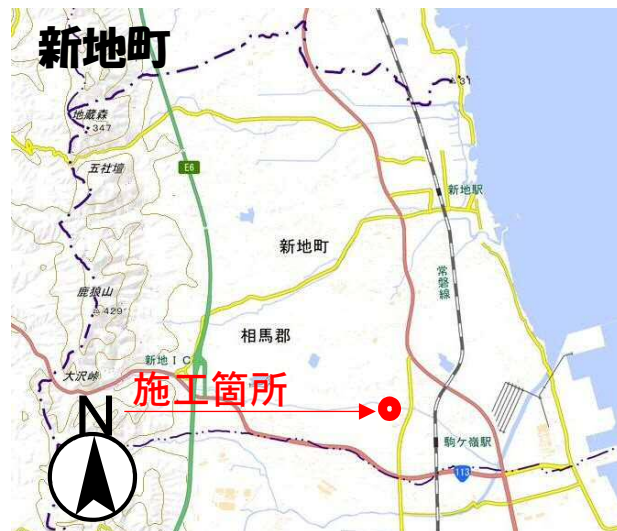 新地町
地蔵森
347
31
五社壇
E6
新地駅
新地町
常磐線
鹿狼山
429
相馬郡
新地IC
大沢峠
施工箇所
N
駒ケ嶺駅
113